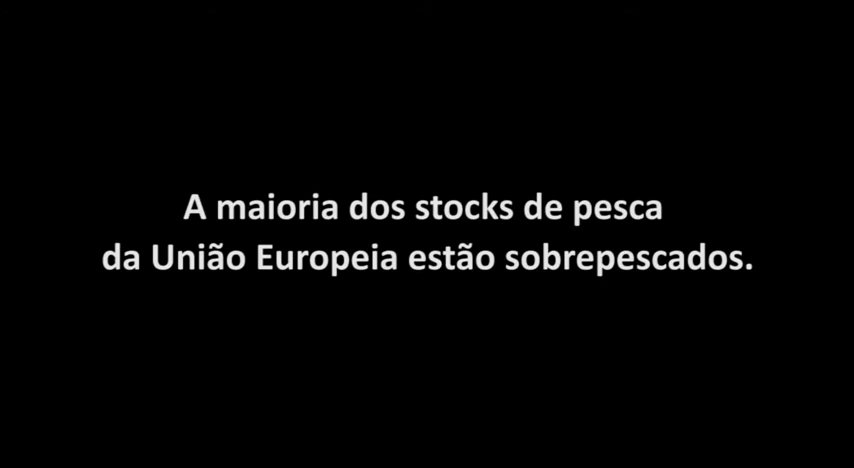 A maioria dos stocks de pesca
da União Europeia estão sobrepescados.